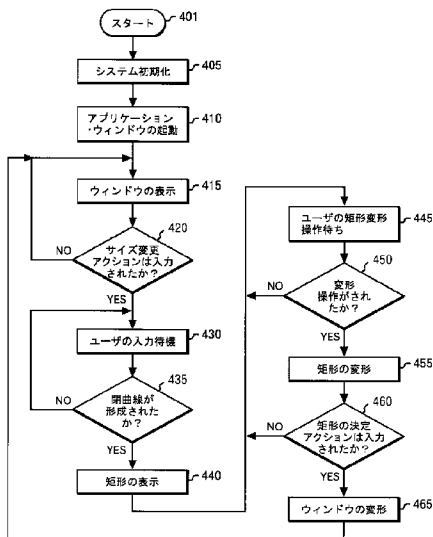 スタート
401
システム初期化
405
アプリケーション
・ウィンドウの起動
410
ウィンドウの表示
415
420
サイズ変更
アクションは入力
されたか？
NO
YES
ユーザの入力待機
430
435
閉曲線が
形成された
か？
NO
YES
矩形の表示
440
ユーザの矩形変形
操作待ち
445
450
変形
操作がされ
たか？
NO
YES
矩形の変形
455
460
矩形の決定
アクションは入力
されたか？
NO
YES
ウィンドウの変形
465